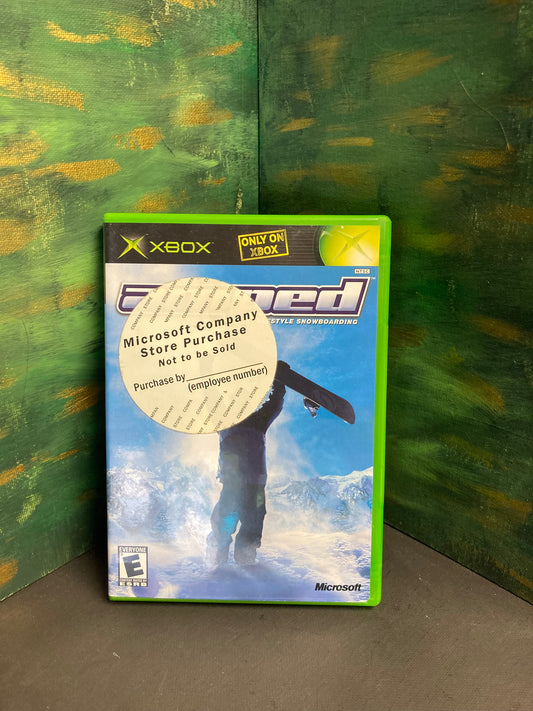 XBOX
ONLY ON
XBOX
NTSC
STYLE SNOWBOARDING
Microsoft Company
Store Purchase
Not to be Sold
Purchase by
(employee number)
EVERYONE
E
ESRB
Microsoft